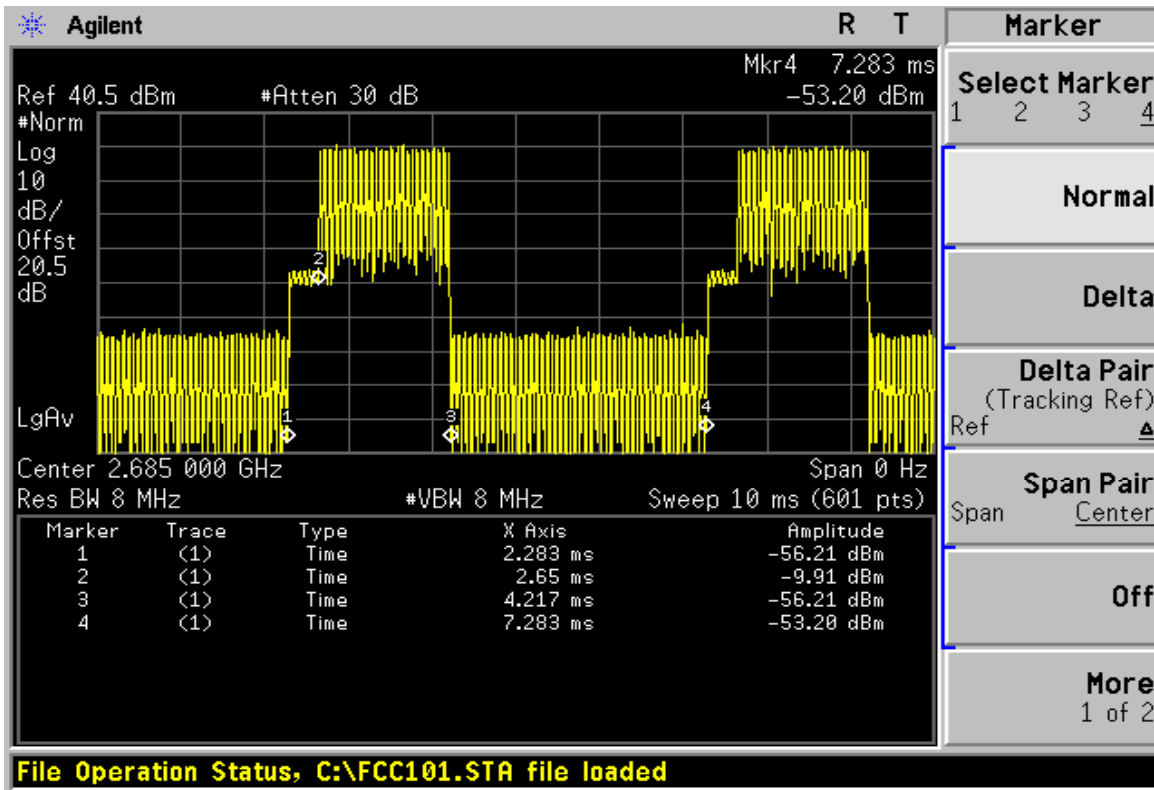 Agilent R T
Mkr4 7.283 ms
Ref 40.5 dBm #Atten 30 dB -53.20 dBm
#Norm
Log
10
dB/
Offst
20.5
dB
LgAv
2
1
3
4
Center 2.685 000 GHz Span 0 Hz
Res BW 8 MHz #VBW 8 MHz Sweep 10 ms (601 pts)
Marker Trace Type X Axis Amplitude
1 (1) Time 2.283 ms -56.21 dBm
2 (1) Time 2.65 ms -9.91 dBm
3 (1) Time 4.217 ms -56.21 dBm
4 (1) Time 7.283 ms -53.20 dBm
File Operation Status, C:\FCC101.STA file loaded
Marker
Select Marker
1 2 3 4
Normal
Delta
Delta Pair
(Tracking Ref)
Ref Δ
Span Pair
Span Center
Off
More
1 of 2